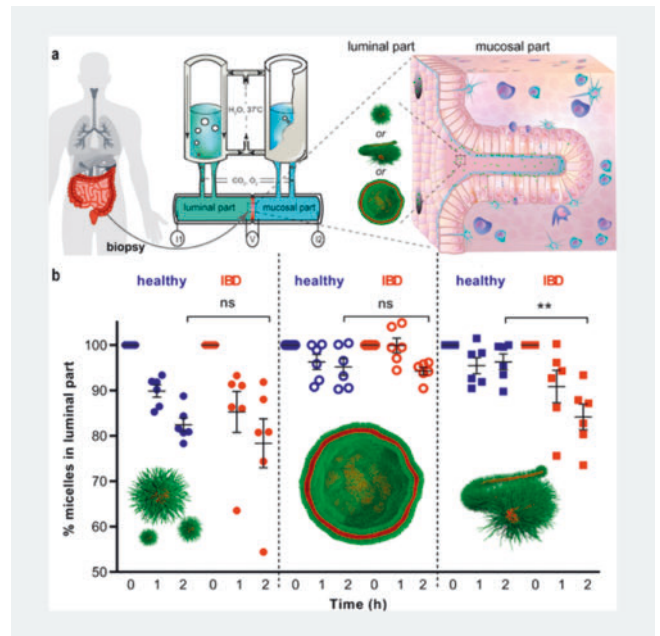 a
luminal part mucosal part
H₂O, 37°C
or
or
CO₂, O₂
luminal part mucosal part
biopsy
I1 V I2
b
healthy IBD healthy IBD healthy IBD
ns ns **
% micelles in luminal part
100
90
80
70
60
50
0 1 2 0 1 2 0 1 2 0 1 2 0 1 2 0 1 2
Time (h)